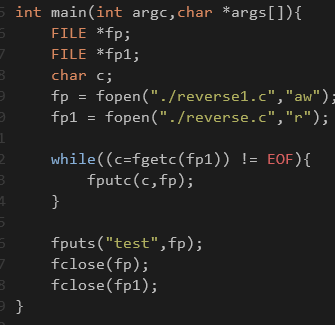 int main(int argc,char *args[]){
    FILE *fp;
    FILE *fp1;
    char c;
    fp = fopen("./reverse1.c","aw");
    fp1 = fopen("./reverse.c","r");

    while((c=fgetc(fp1)) != EOF){
        fputc(c,fp);
    }

    fputs("test",fp);
    fclose(fp);
    fclose(fp1);
}